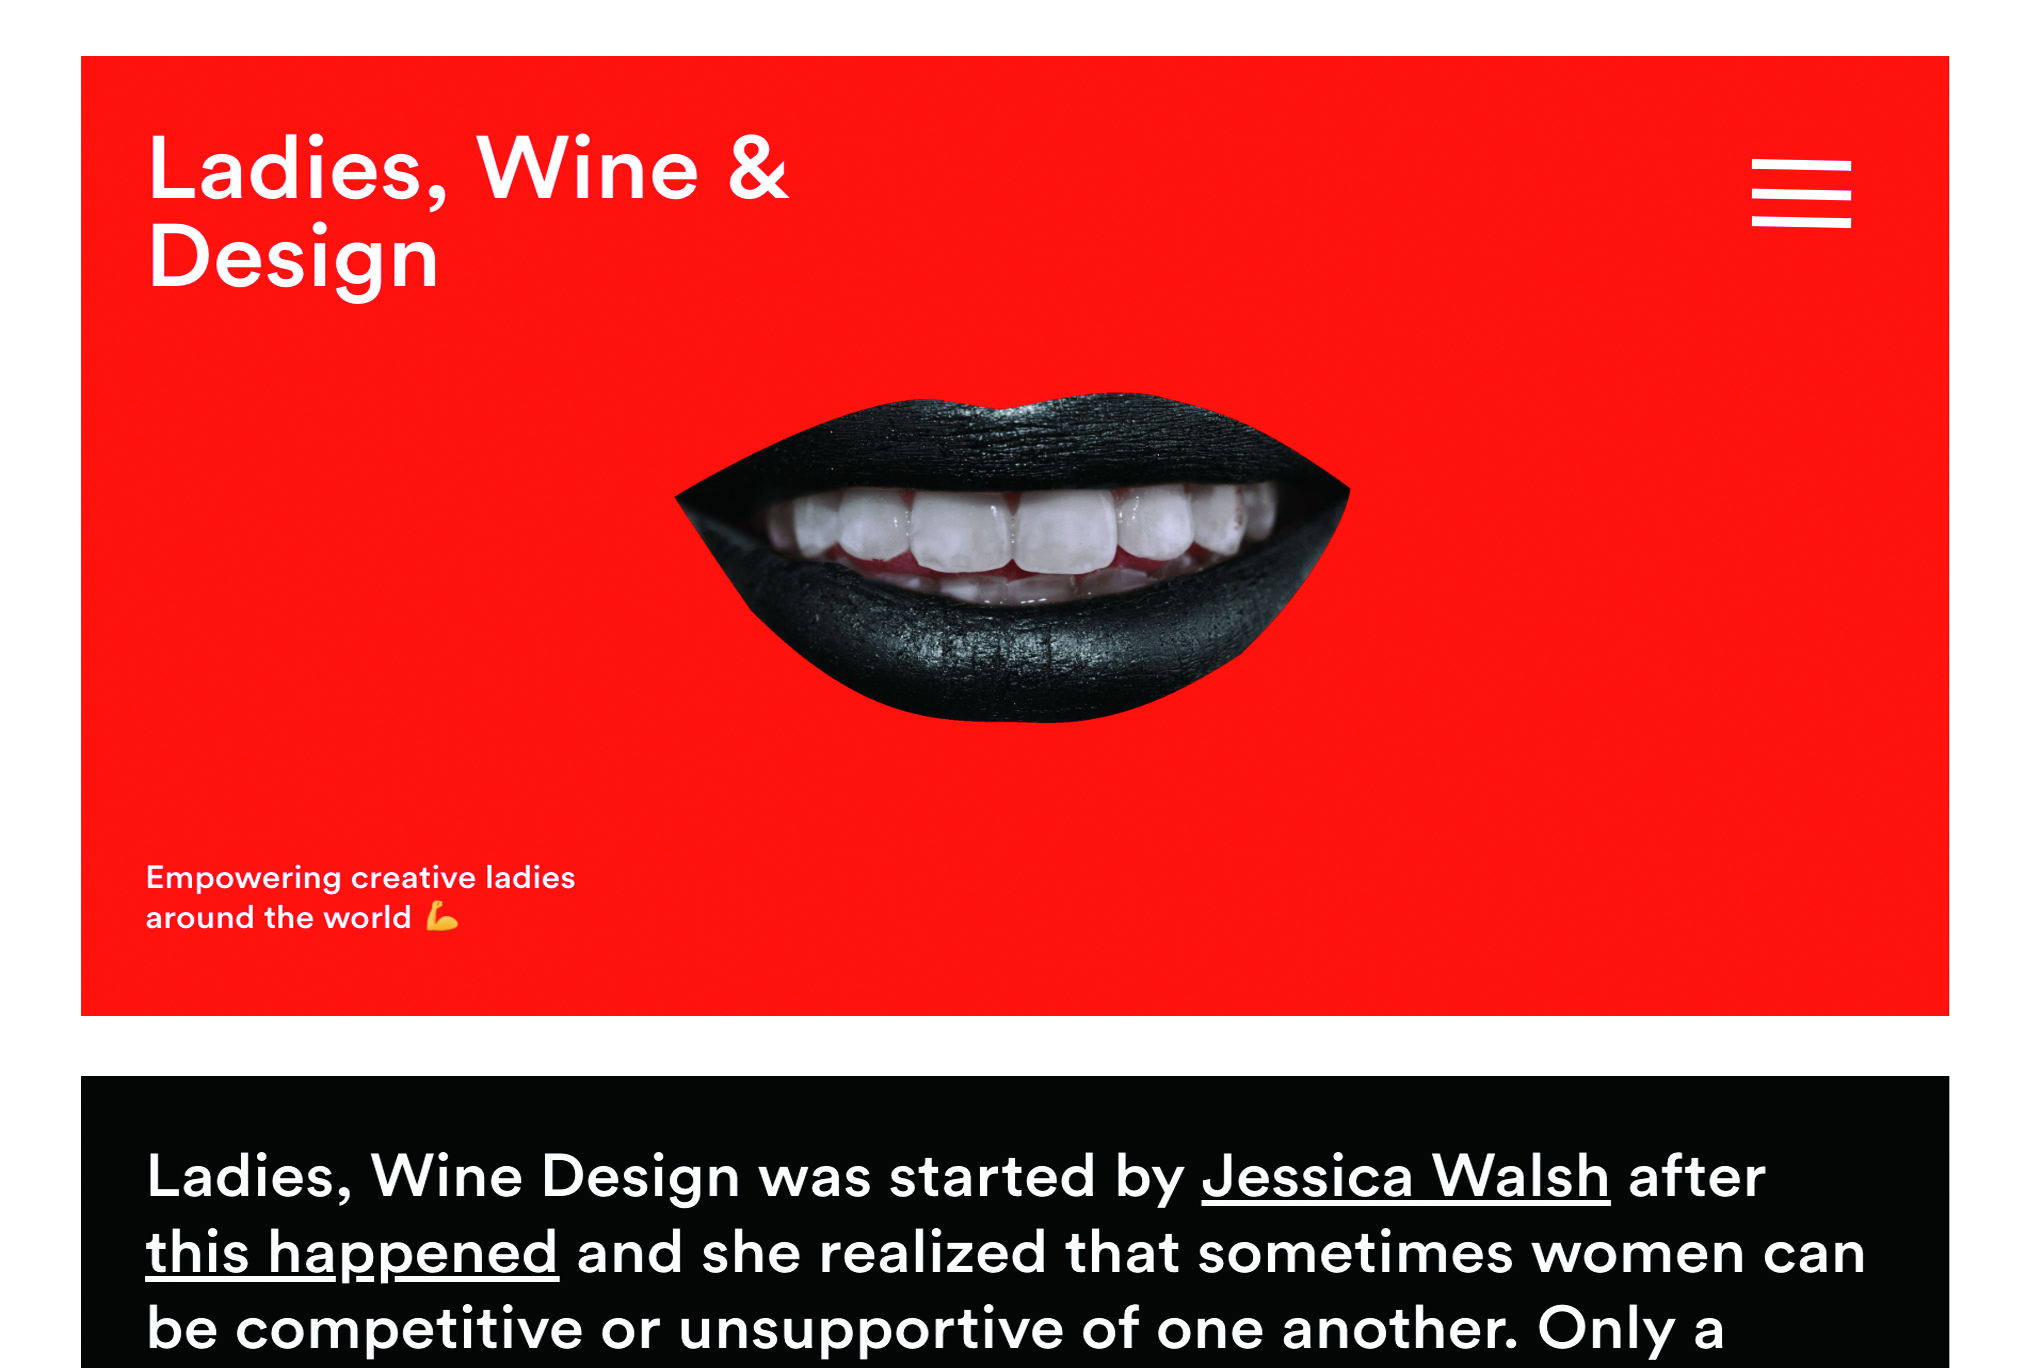 Ladies, Wine &
Design
Empowering creative ladies
around the world 💪
Ladies, Wine Design was started by Jessica Walsh after
this happened and she realized that sometimes women can
be competitive or unsupportive of one another. Only a